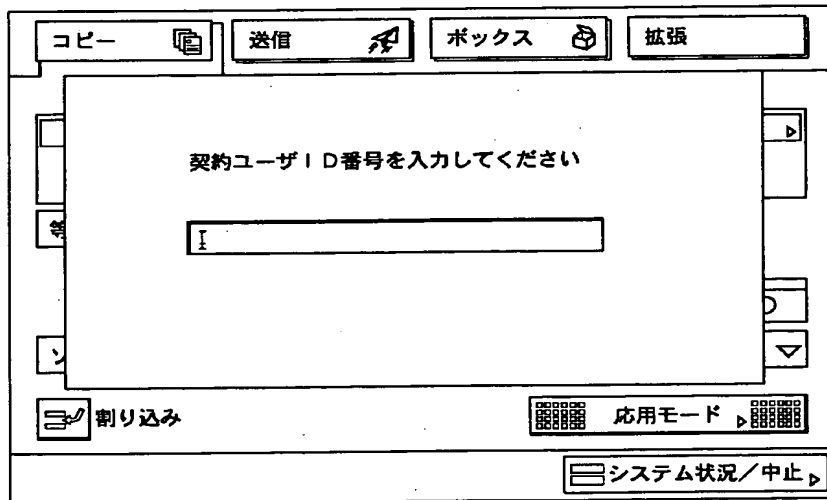 コピー 送信 ボックス 拡張
契約ユーザID番号を入力してください
等
ソ
割り込み 応用モード
システム状況/中止